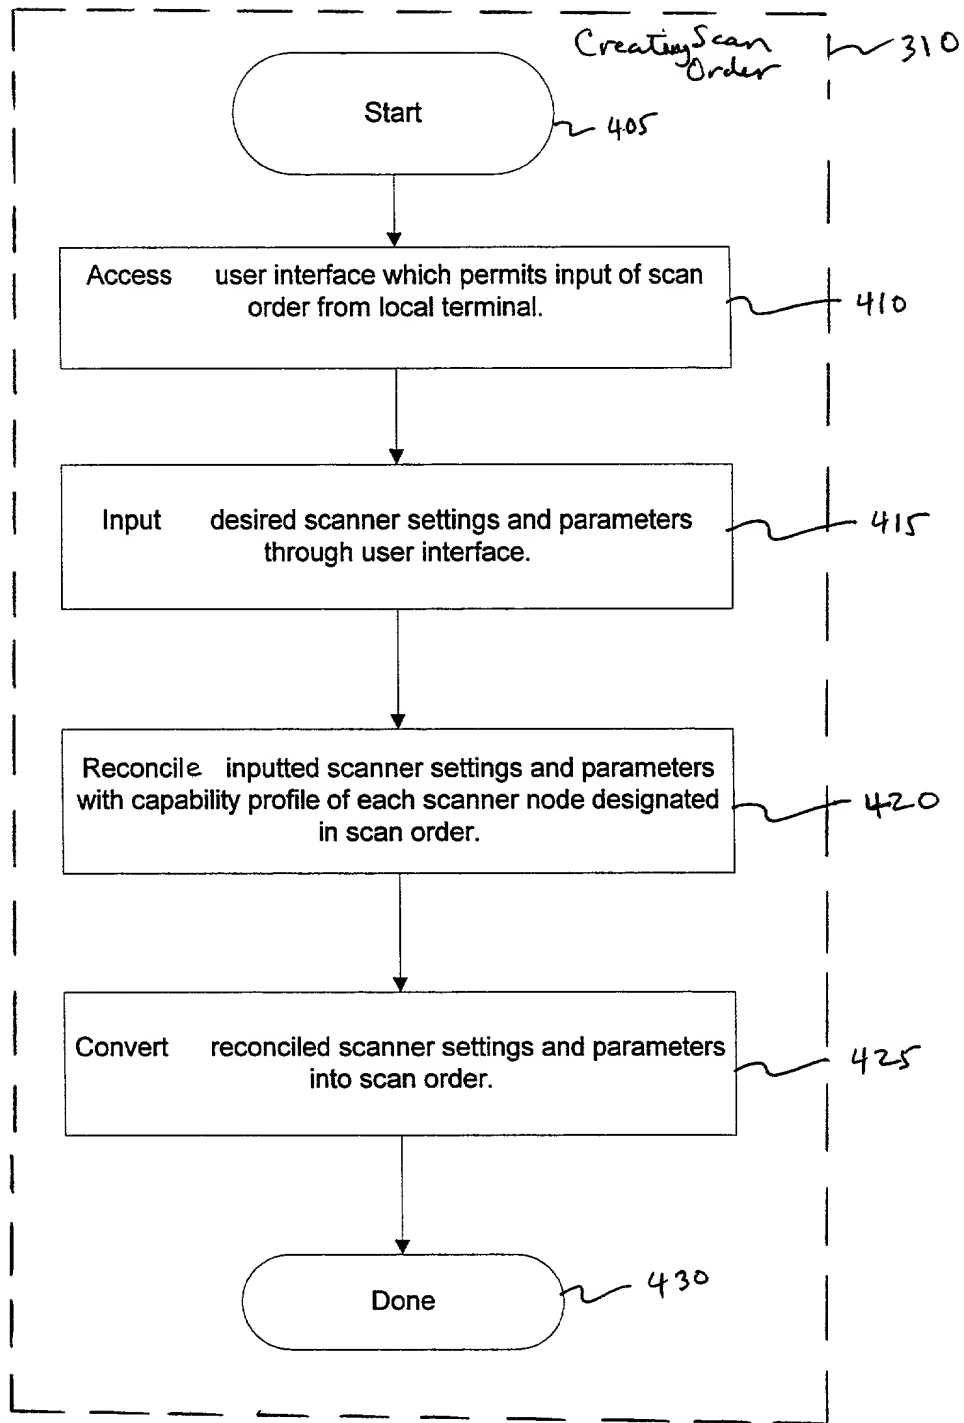 Creating Scan
Order
310
Start
405
Access user interface which permits input of scan
order from local terminal.
410
Input desired scanner settings and parameters
through user interface.
415
Reconcile inputted scanner settings and parameters
with capability profile of each scanner node designated
in scan order.
420
Convert reconciled scanner settings and parameters
into scan order.
425
Done
430